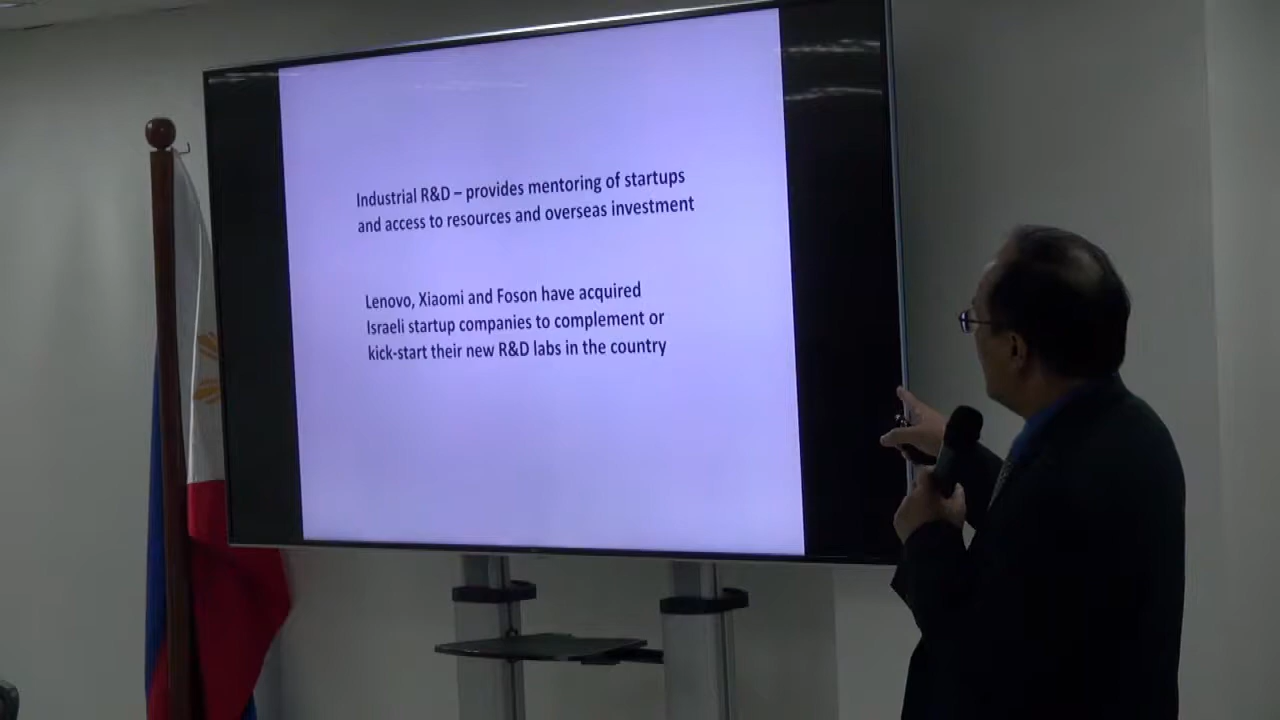 Industrial R&D – provides mentoring of startups
and access to resources and overseas investment
Lenovo, Xiaomi and Foson have acquired
Israeli startup companies to complement or
kick-start their new R&D labs in the country